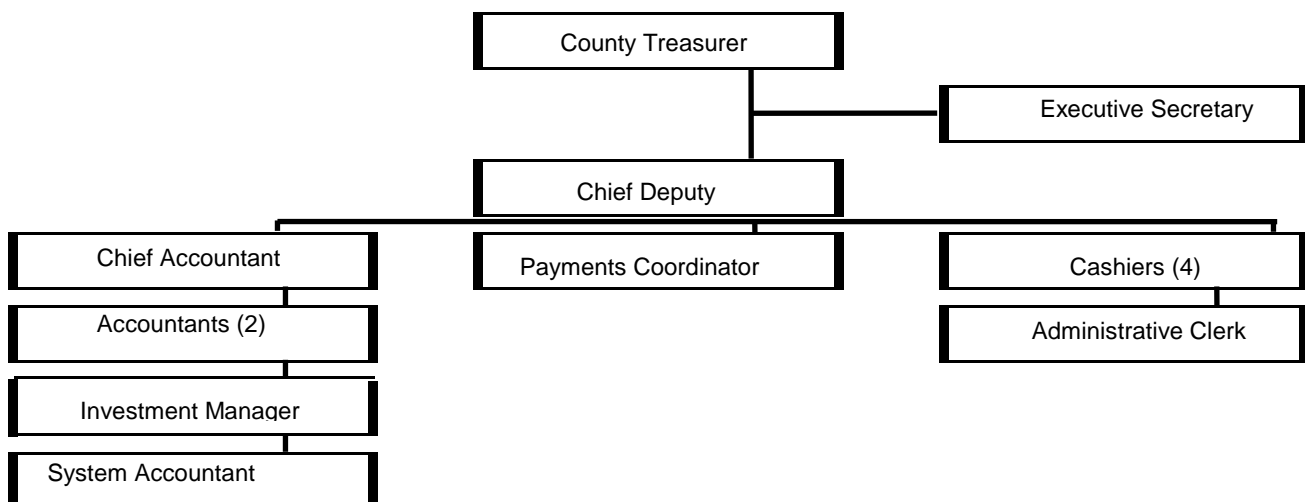 County Treasurer
Executive Secretary
Chief Deputy
Chief Accountant
Payments Coordinator
Cashiers (4)
Accountants (2)
Administrative Clerk
Investment Manager
System Accountant